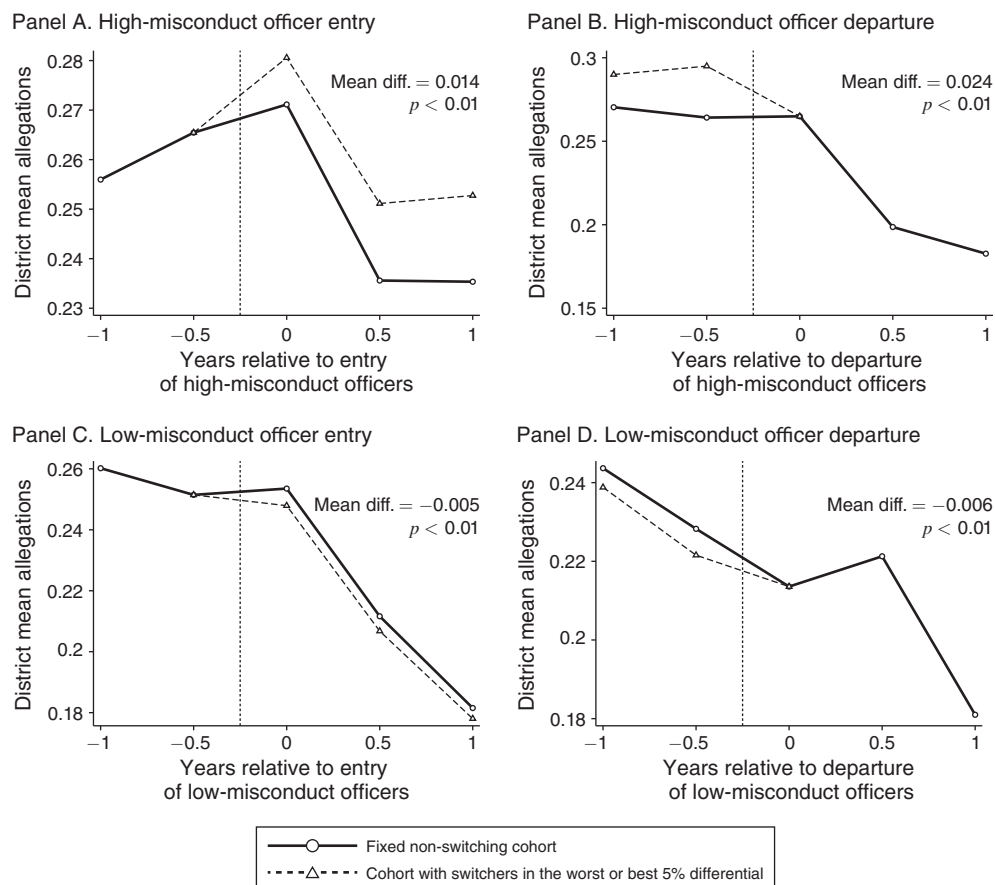 Panel A. High-misconduct officer entry
District mean allegations
0.28
0.27
0.26
0.25
0.24
0.23
Mean diff. = 0.014
p < 0.01
−1
−0.5
0
0.5
1
Years relative to entry
of high-misconduct officers
Panel B. High-misconduct officer departure
District mean allegations
0.3
0.25
0.2
0.15
Mean diff. = 0.024
p < 0.01
−1
−0.5
0
0.5
1
Years relative to departure
of high-misconduct officers
Panel C. Low-misconduct officer entry
District mean allegations
0.26
0.24
0.22
0.2
0.18
Mean diff. = −0.005
p < 0.01
−1
−0.5
0
0.5
1
Years relative to entry
of low-misconduct officers
Panel D. Low-misconduct officer departure
District mean allegations
0.24
0.22
0.2
0.18
Mean diff. = −0.006
p < 0.01
−1
−0.5
0
0.5
1
Years relative to departure
of low-misconduct officers
Fixed non-switching cohort
Cohort with switchers in the worst or best 5% differential